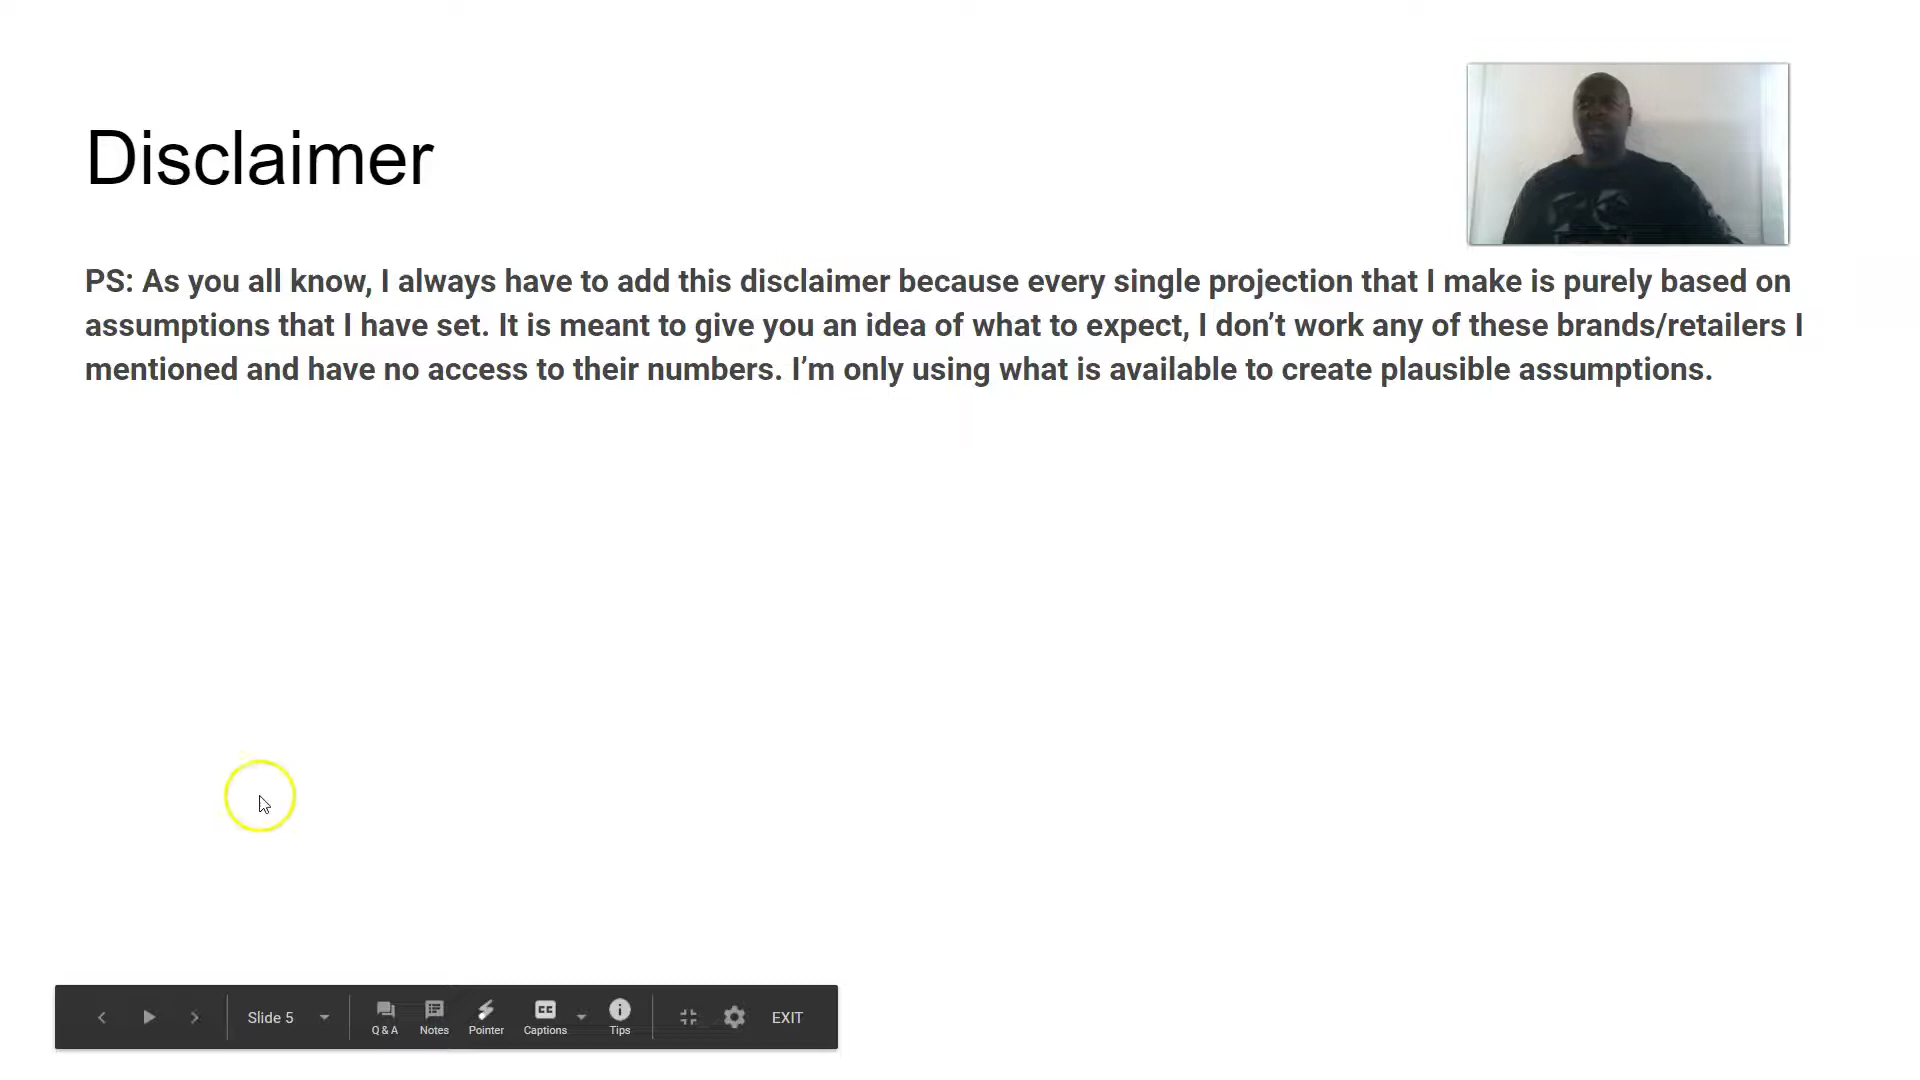 Disclaimer
PS: As you all know, I always have to add this disclaimer because every single projection that I make is purely based on
assumptions that I have set. It is meant to give you an idea of what to expect, I don’t work any of these brands/retailers I
mentioned and have no access to their numbers. I’m only using what is available to create plausible assumptions.
Slide 5
Q & A
Notes
Pointer
CC
Captions
Tips
EXIT